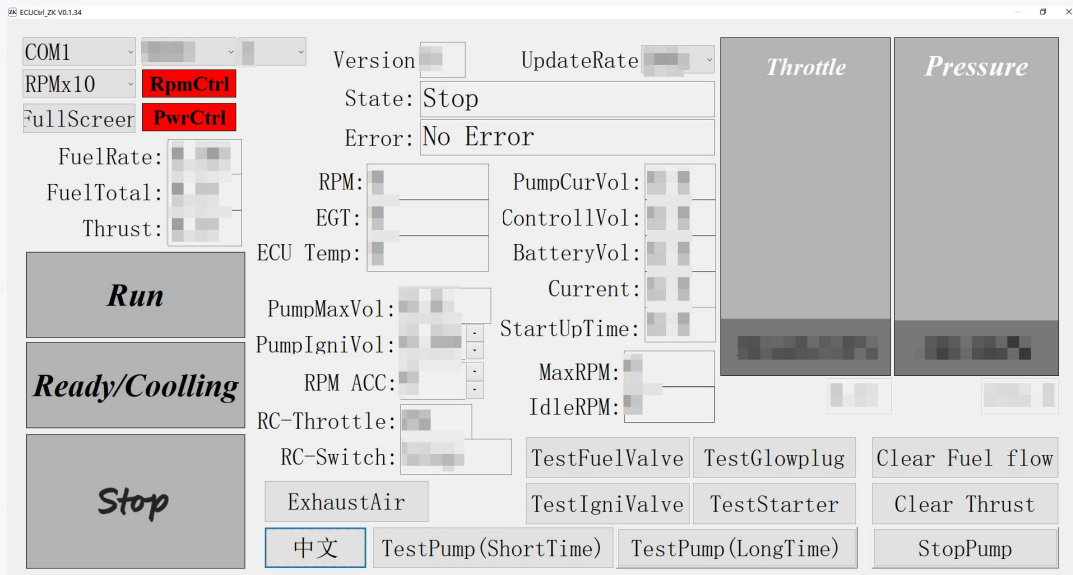 ZK ECUCtrl_ZK V0.1.34
COM1
RPMx10 RpmCtrl
FullScreen PwrCtrl
Version UpdateRate
State: Stop
Error: No Error
FuelRate:
FuelTotal:
Thrust:
RPM:
EGT:
ECU Temp:
PumpCurVol:
ControllVol:
BatteryVol:
Current:
StartUpTime:
Throttle
Pressure
Run
Ready/Coolling
Stop
PumpMaxVol:
PumpIgniVol:
RPM ACC:
RC-Throttle:
RC-Switch:
MaxRPM:
IdleRPM:
TestFuelValve TestGlowplug Clear Fuel flow
ExhaustAir TestIgniValve TestStarter Clear Thrust
中文 TestPump(ShortTime) TestPump(LongTime) StopPump